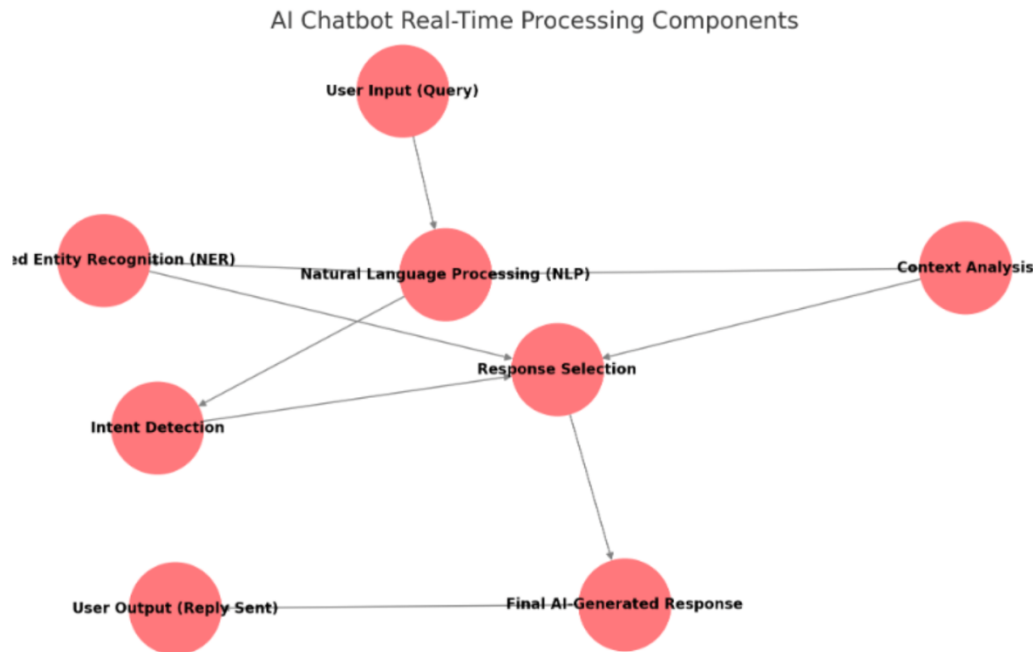 AI Chatbot Real-Time Processing Components
User Input (Query)
ed Entity Recognition (NER)
Natural Language Processing (NLP)
Context Analysis
Response Selection
Intent Detection
User Output (Reply Sent)
Final AI-Generated Response